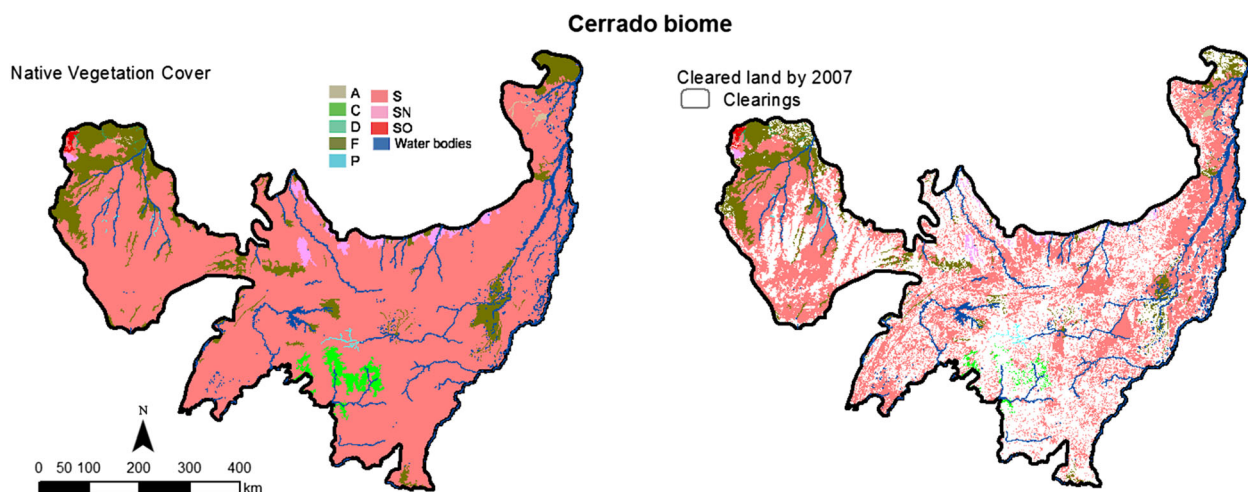 Cerrado biome
Native Vegetation Cover
A
C
D
F
P
S
SN
SO
Water bodies
N
0 50 100 200 300 400
km
Cleared land by 2007
Clearings